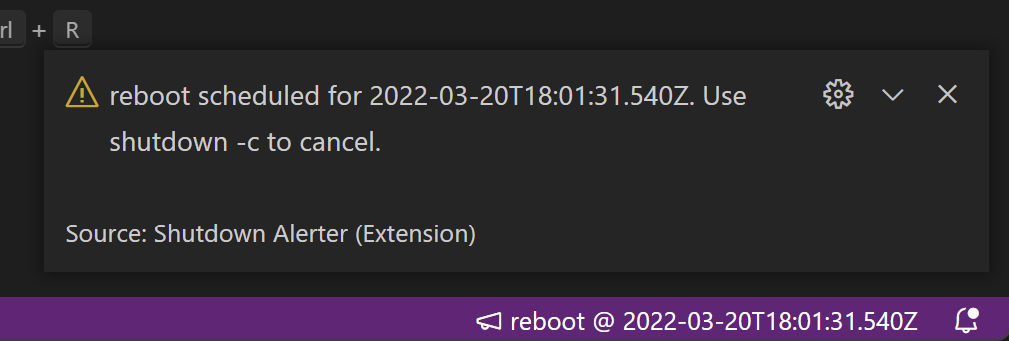 rl + R
reboot scheduled for 2022-03-20T18:01:31.540Z. Use
shutdown -c to cancel.
Source: Shutdown Alerter (Extension)
reboot @ 2022-03-20T18:01:31.540Z